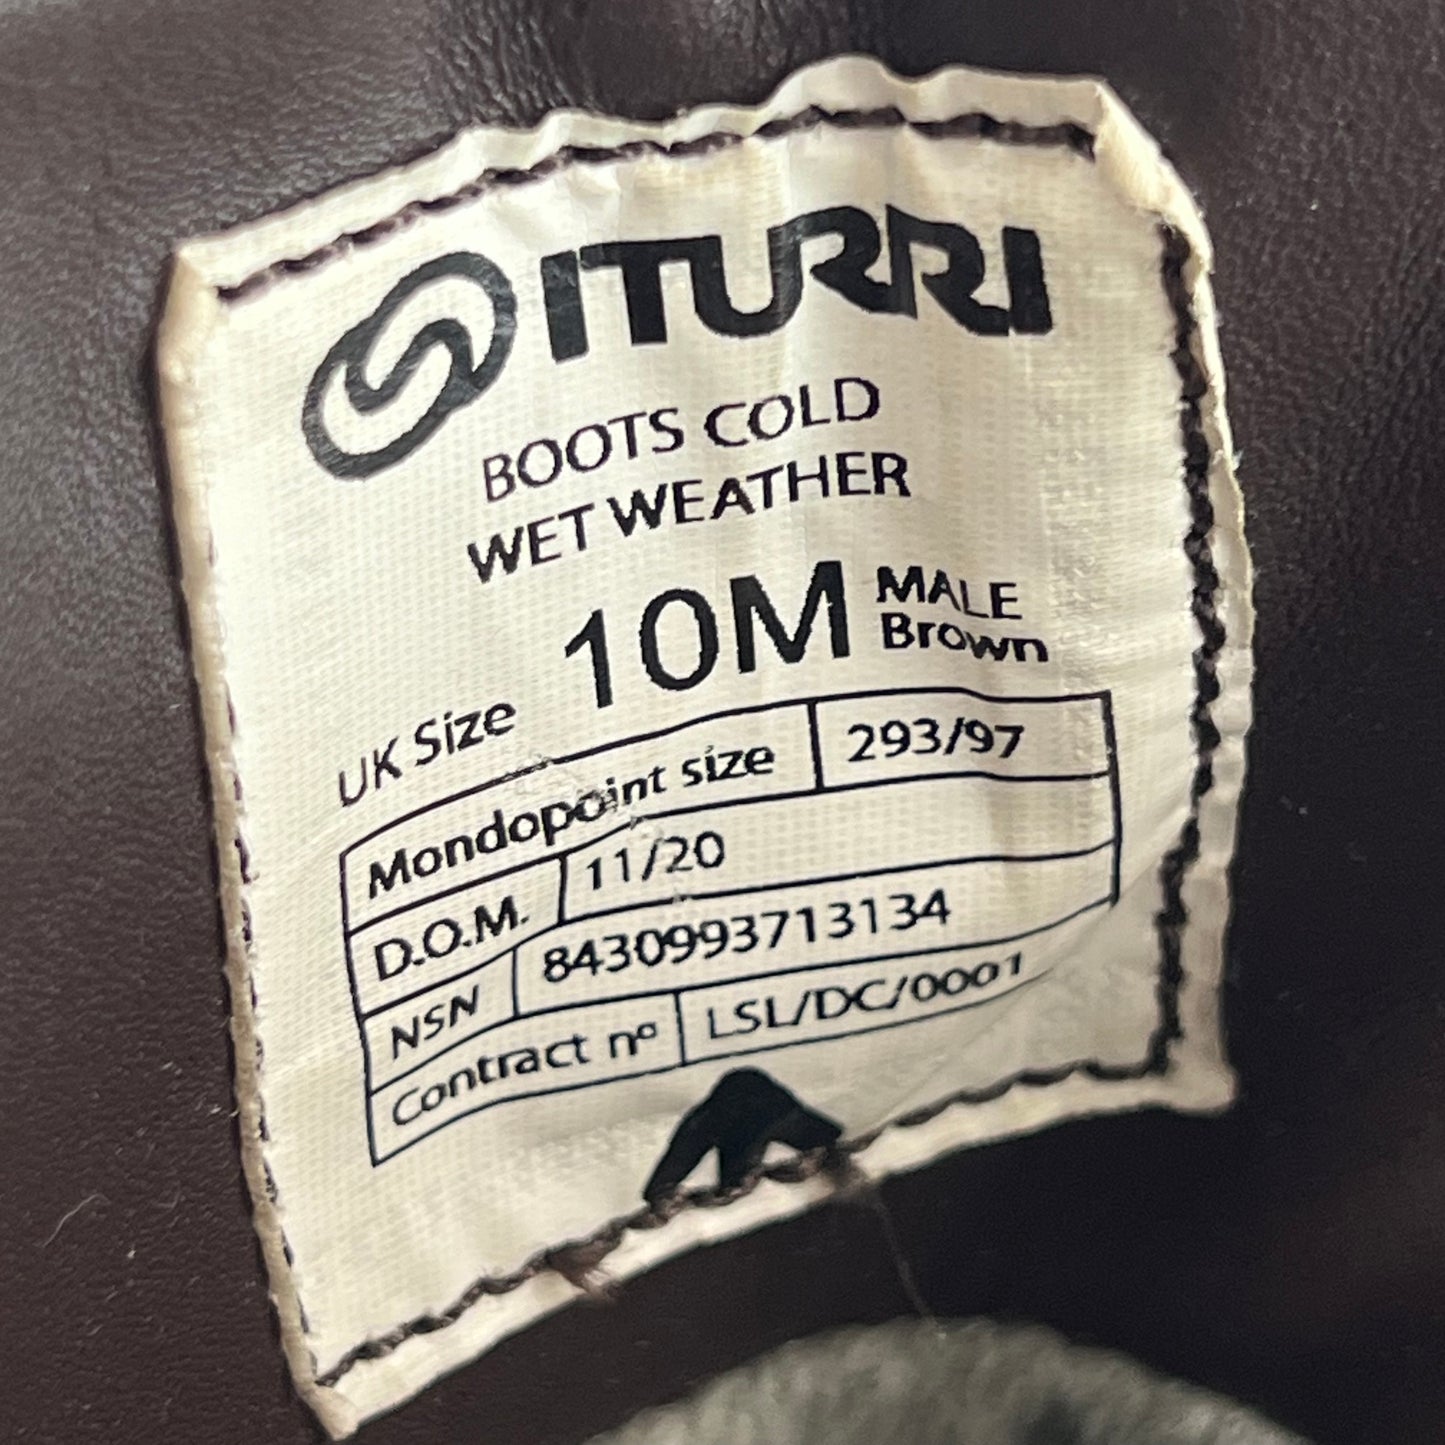 ITURRI
BOOTS COLD
WET WEATHER
UK Size 10M MALE
Brown
Mondopoint size 293/97
D.O.M. 11/20
NSN 8430993713134
Contract nº LSL/DC/0001